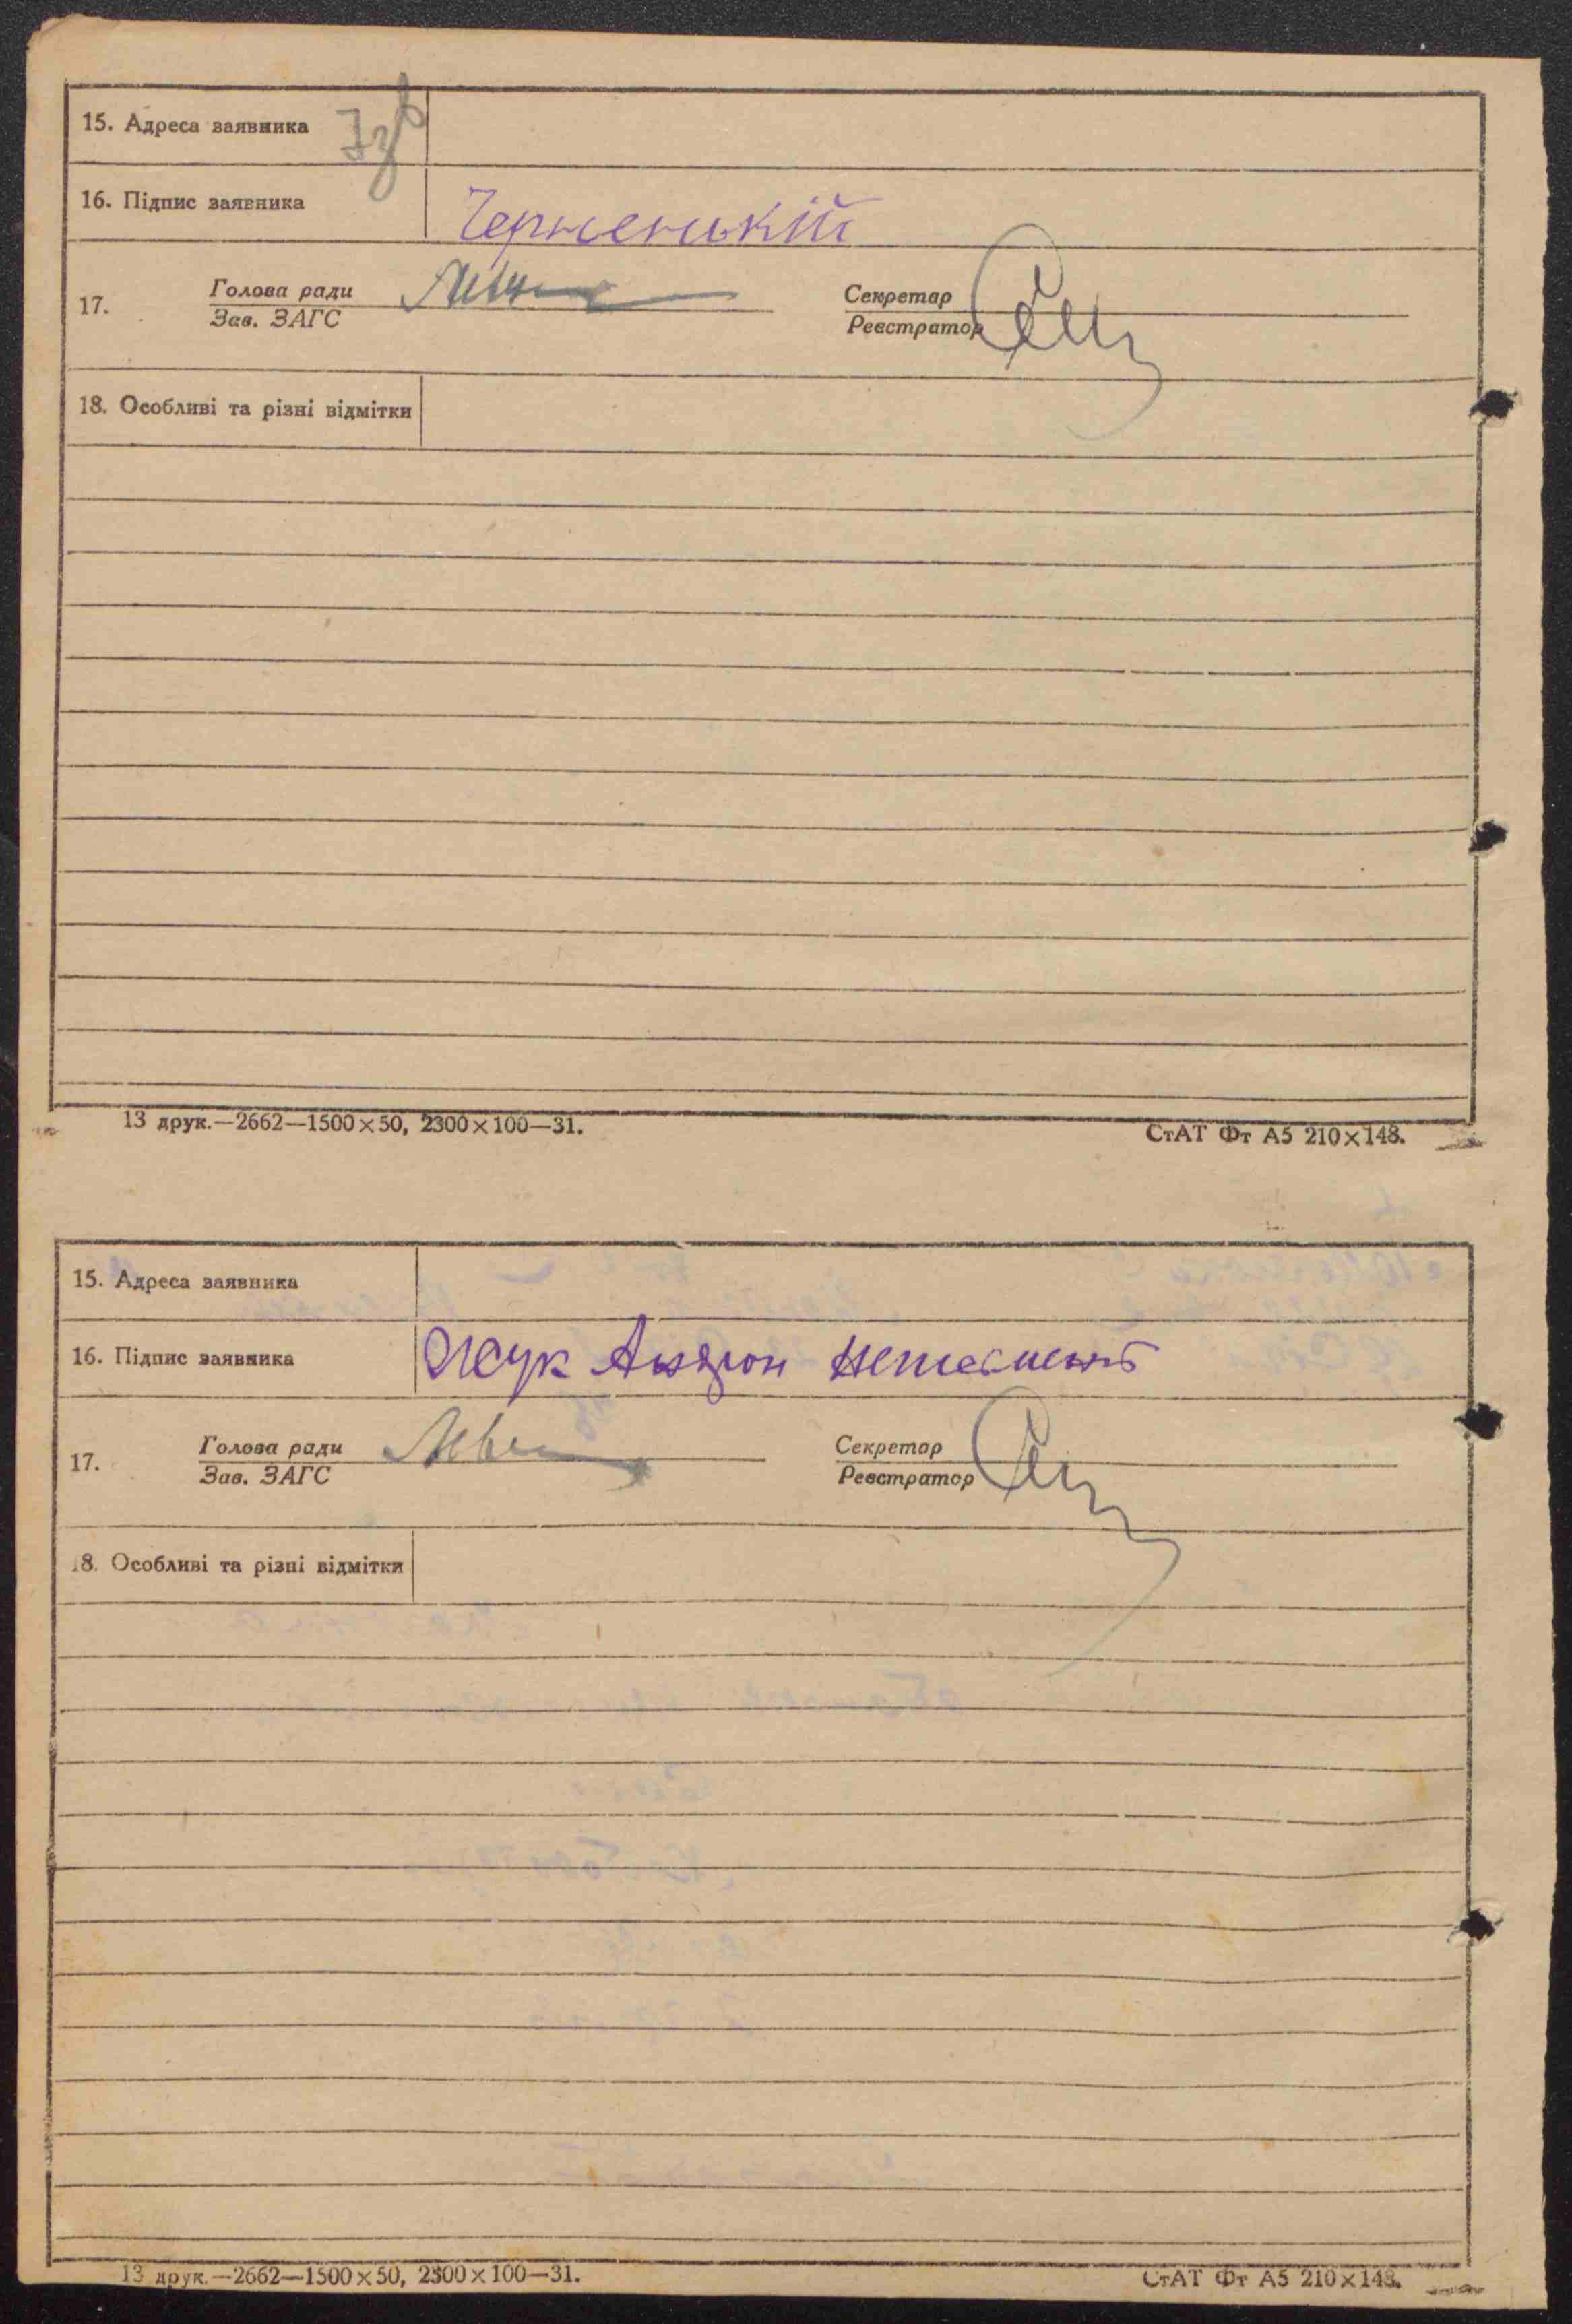 15. Адреса заявника
16. Підпис заявника Черненькій
17. Голова ради Секретар
Зав. ЗАГС Реєстратор
18. Особливі та різні відмітки
13 друк.—2662—1500×50, 2300×100—31. СтАТ Фт А5 210×148.
15. Адреса заявника
16. Підпис заявника Жук Андрон
17. Голова ради Секретар
Зав. ЗАГС Реєстратор
18. Особливі та різні відмітки
13 друк.—2662—1500×50, 2300×100—31. СтАТ Фт А5 210×148.